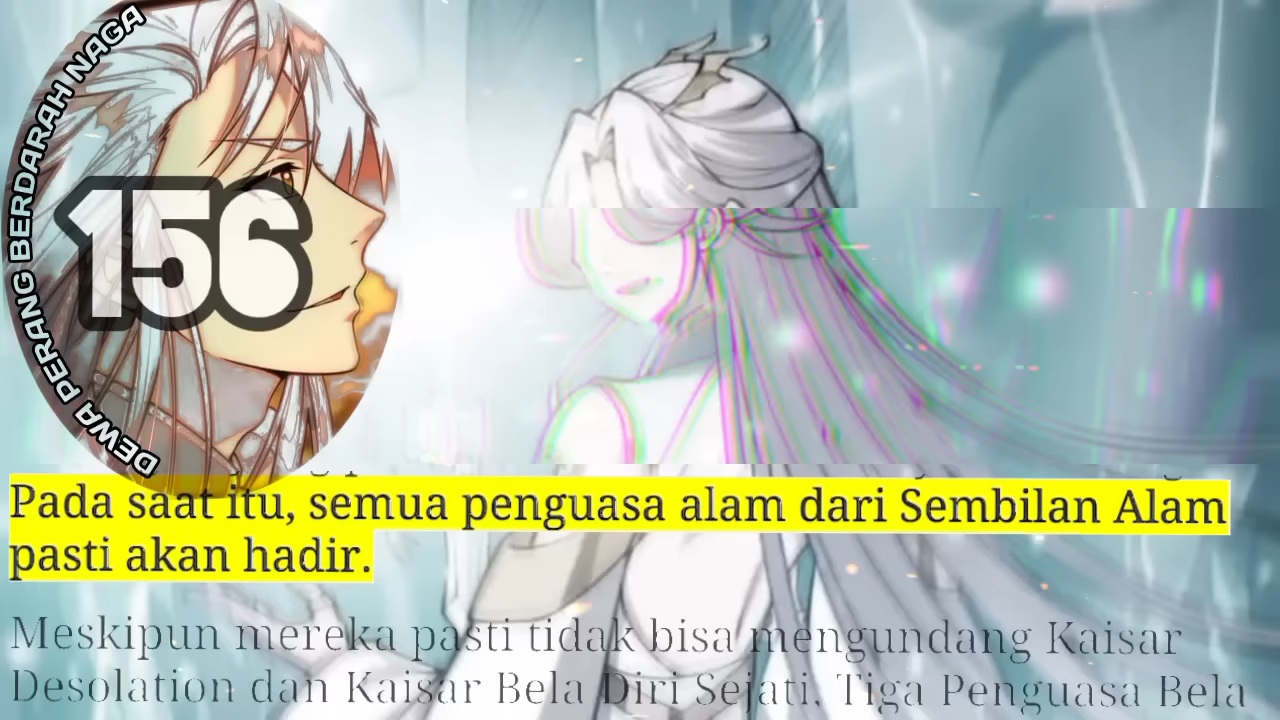 DEWA PERANG BERDARAH NAGA
156
Pada saat itu, semua penguasa alam dari Sembilan Alam
pasti akan hadir.
Meskipun mereka pasti tidak bisa mengundang Kaisar
Desolation dan Kaisar Bela Diri Sejati, Tiga Penguasa Bela